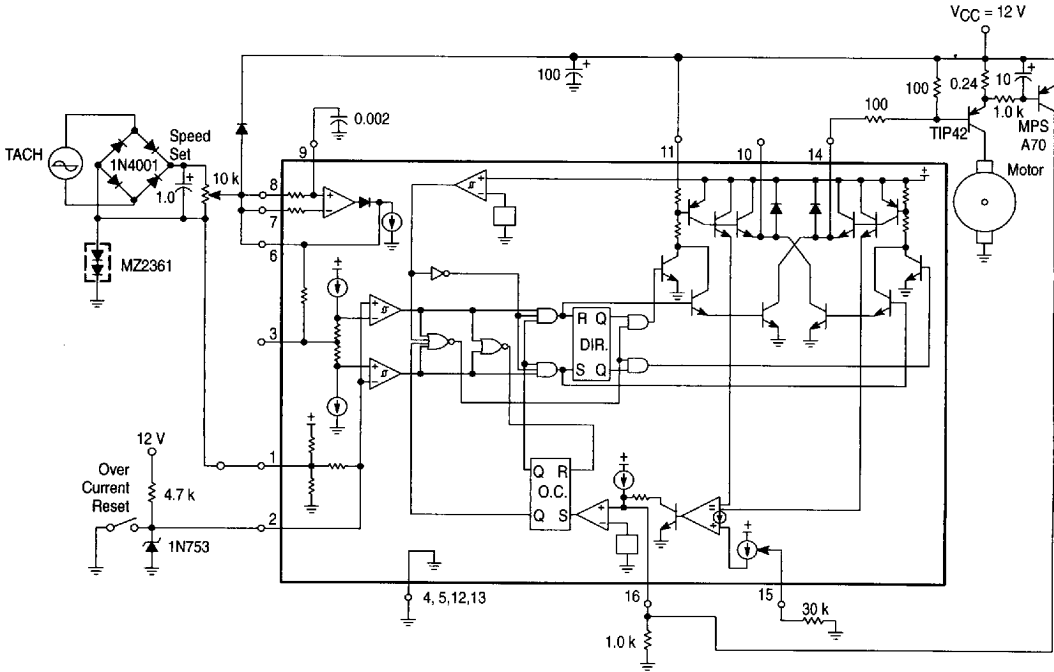 VCC = 12 V
100
+
100
0.24
10
+
1.0 k
100
TIP42
MPS
A70
Motor
TACH
1N4001
Speed
Set
+
1.0
10 k
0.002
9
8
7
6
11
10
14
+
-
+
-
+
MZ2361
3
+
+
-
+
-
R Q
DIR.
S Q
12 V
1
+
Over
Current
Reset
4.7 k
2
1N753
Q R
O.C.
Q S
+
+
-
=
+
+
4, 5,12,13
16
15
1.0 k
30 k